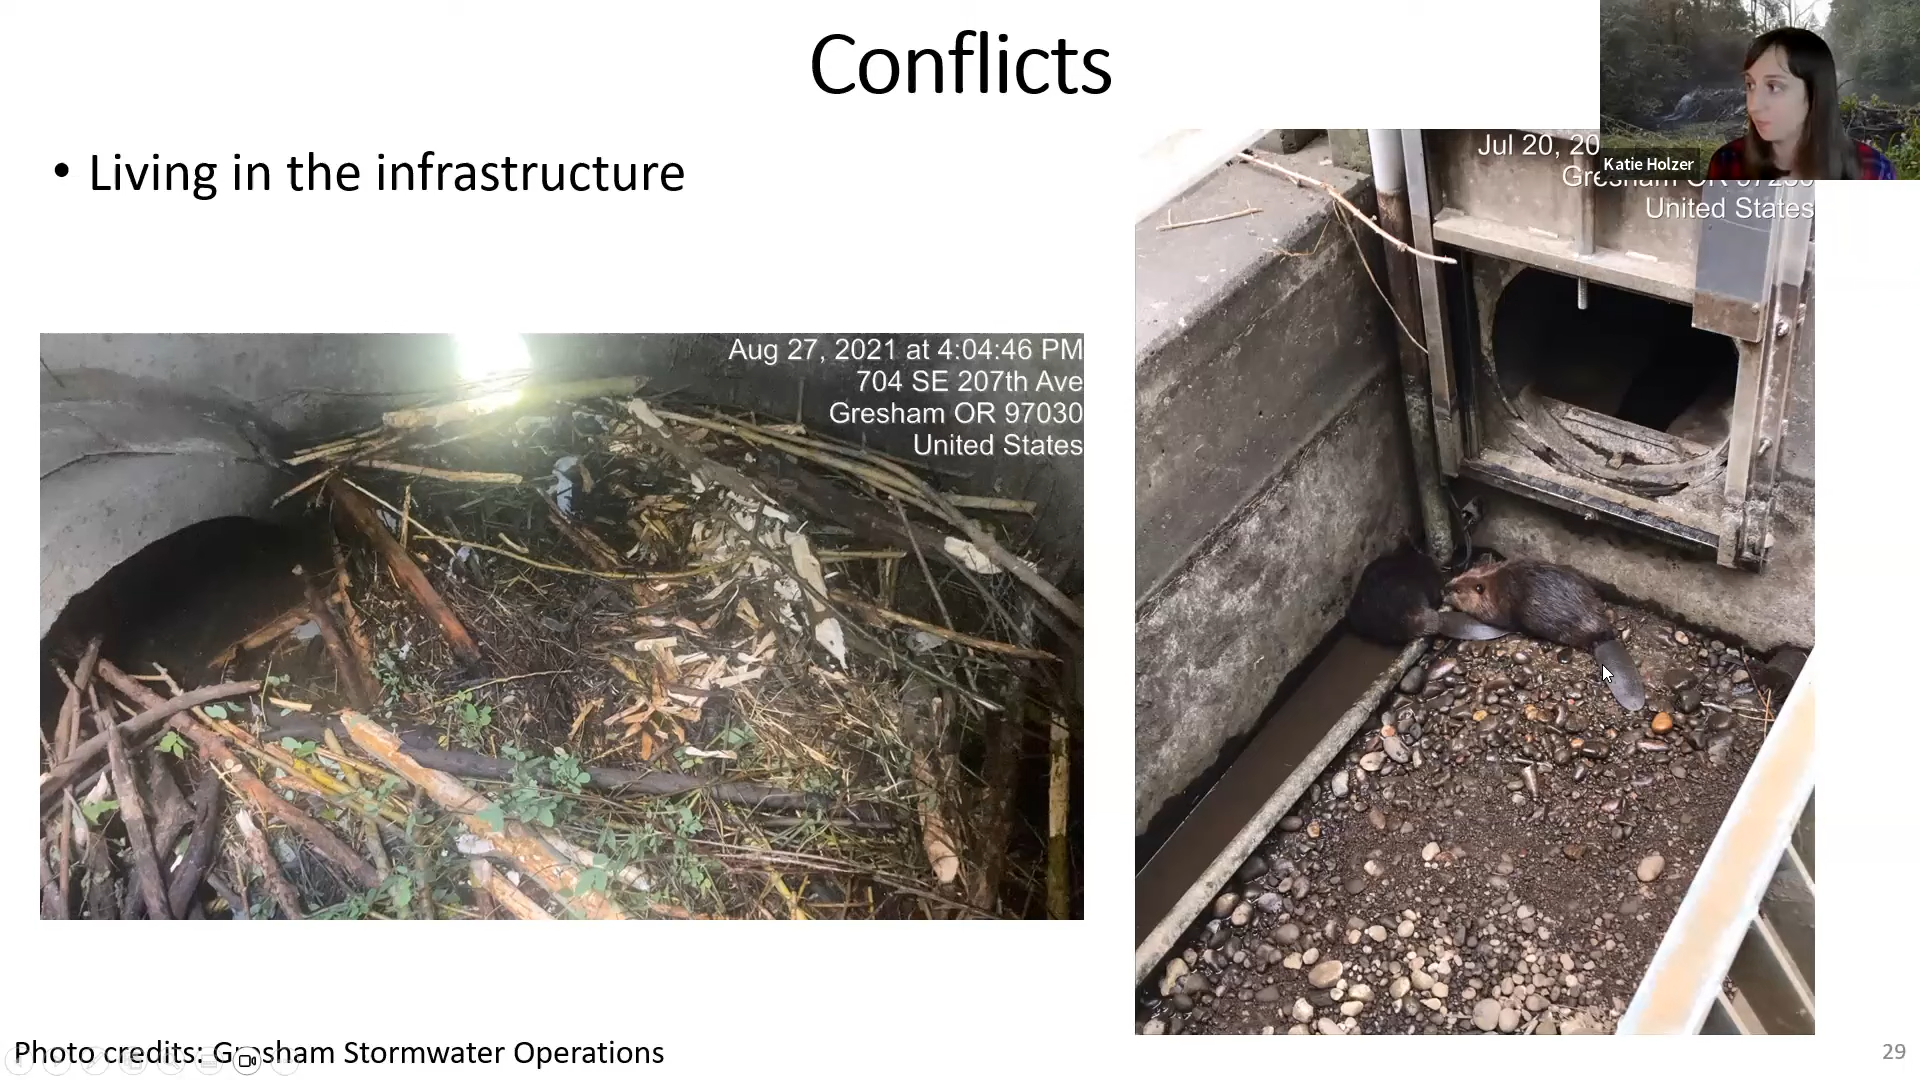 Conflicts
• Living in the infrastructure
Aug 27, 2021 at 4:04:46 PM
704 SE 207th Ave
Gresham OR 97030
United States
Jul 20, 20
Gresham OR
United States
Katie Holzer
Photo credits: Gresham Stormwater Operations
29